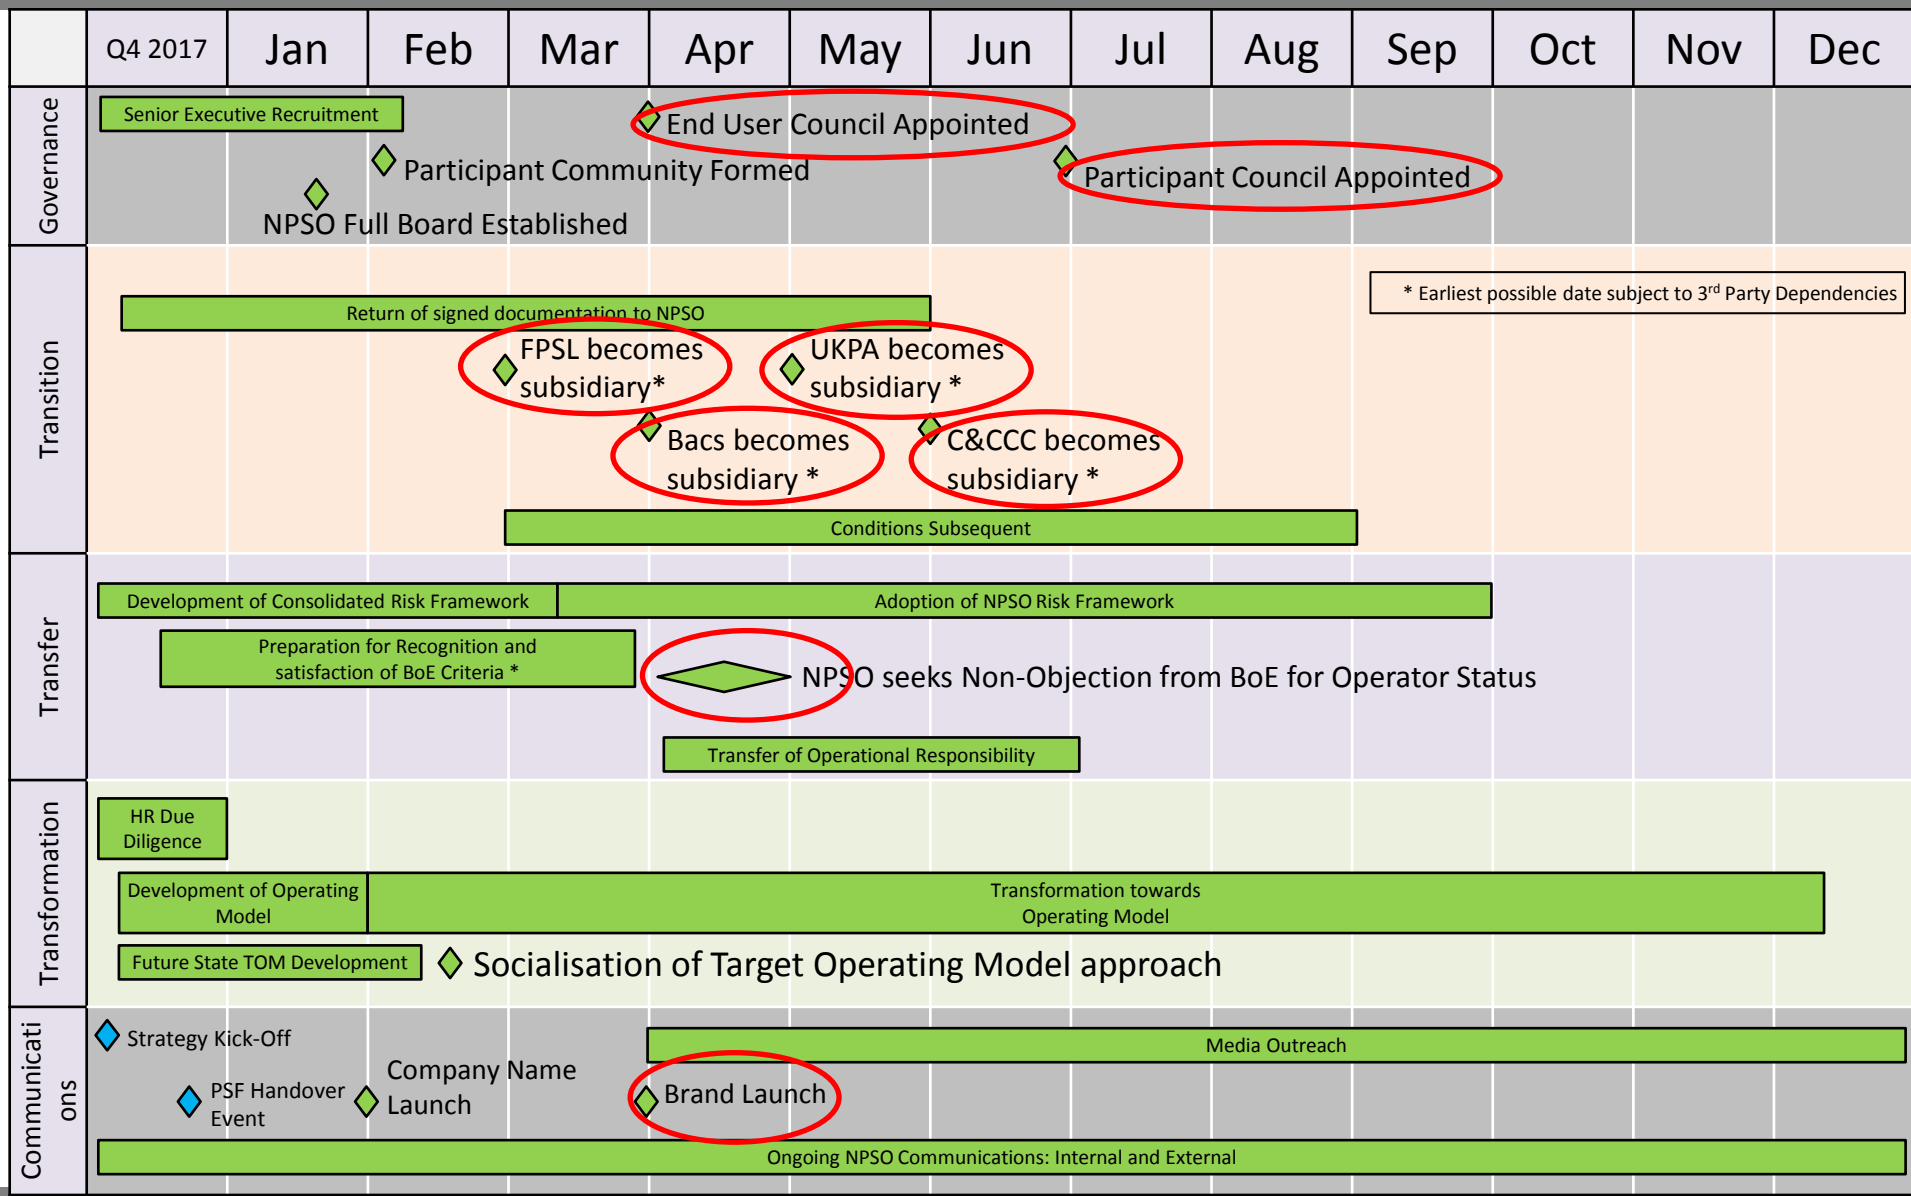 Q4 2017 Jan Feb Mar Apr May Jun Jul Aug Sep Oct Nov Dec
Governance
Senior Executive Recruitment
End User Council Appointed
Participant Community Formed
Participant Council Appointed
NPSO Full Board Established
Transition
* Earliest possible date subject to 3rd Party Dependencies
Return of signed documentation to NPSO
FPSL becomes
subsidiary*
UKPA becomes
subsidiary *
Bacs becomes
subsidiary *
C&CCC becomes
subsidiary *
Conditions Subsequent
Transfer
Development of Consolidated Risk Framework
Adoption of NPSO Risk Framework
Preparation for Recognition and
satisfaction of BoE Criteria *
NPSO seeks Non-Objection from BoE for Operator Status
Transfer of Operational Responsibility
Transformation
HR Due
Diligence
Development of Operating
Model
Transformation towards
Operating Model
Future State TOM Development
Socialisation of Target Operating Model approach
Communicati
ons
Strategy Kick-Off
Media Outreach
PSF Handover
Event
Company Name
Launch
Brand Launch
Ongoing NPSO Communications: Internal and External